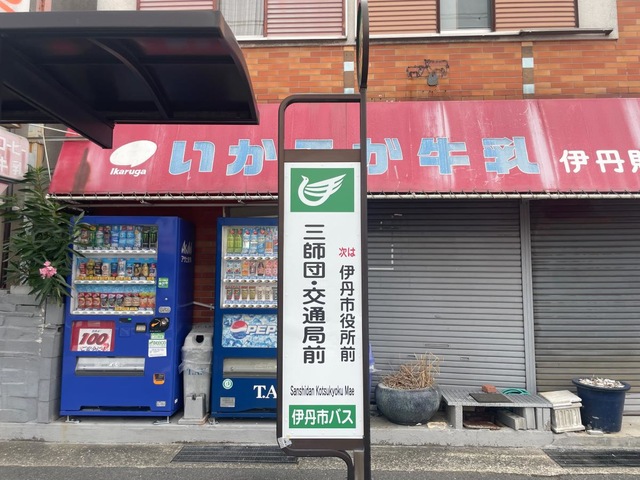 Ikaruga
いか
が牛乳
伊丹
三師団・交通局前
次は 伊丹市役所前
Sanshidan Kotsukyoku Mae
伊丹市バス
100
PEPSI
T.A